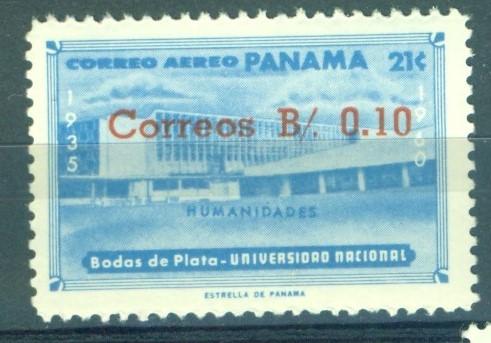 CORREO AEREO PANAMA 21¢
1935
1960
Correos B/. 0.10
HUMANIDADES
Bodas de Plata - UNIVERSIDAD NACIONAL
ESTRELLA DE PANAMA